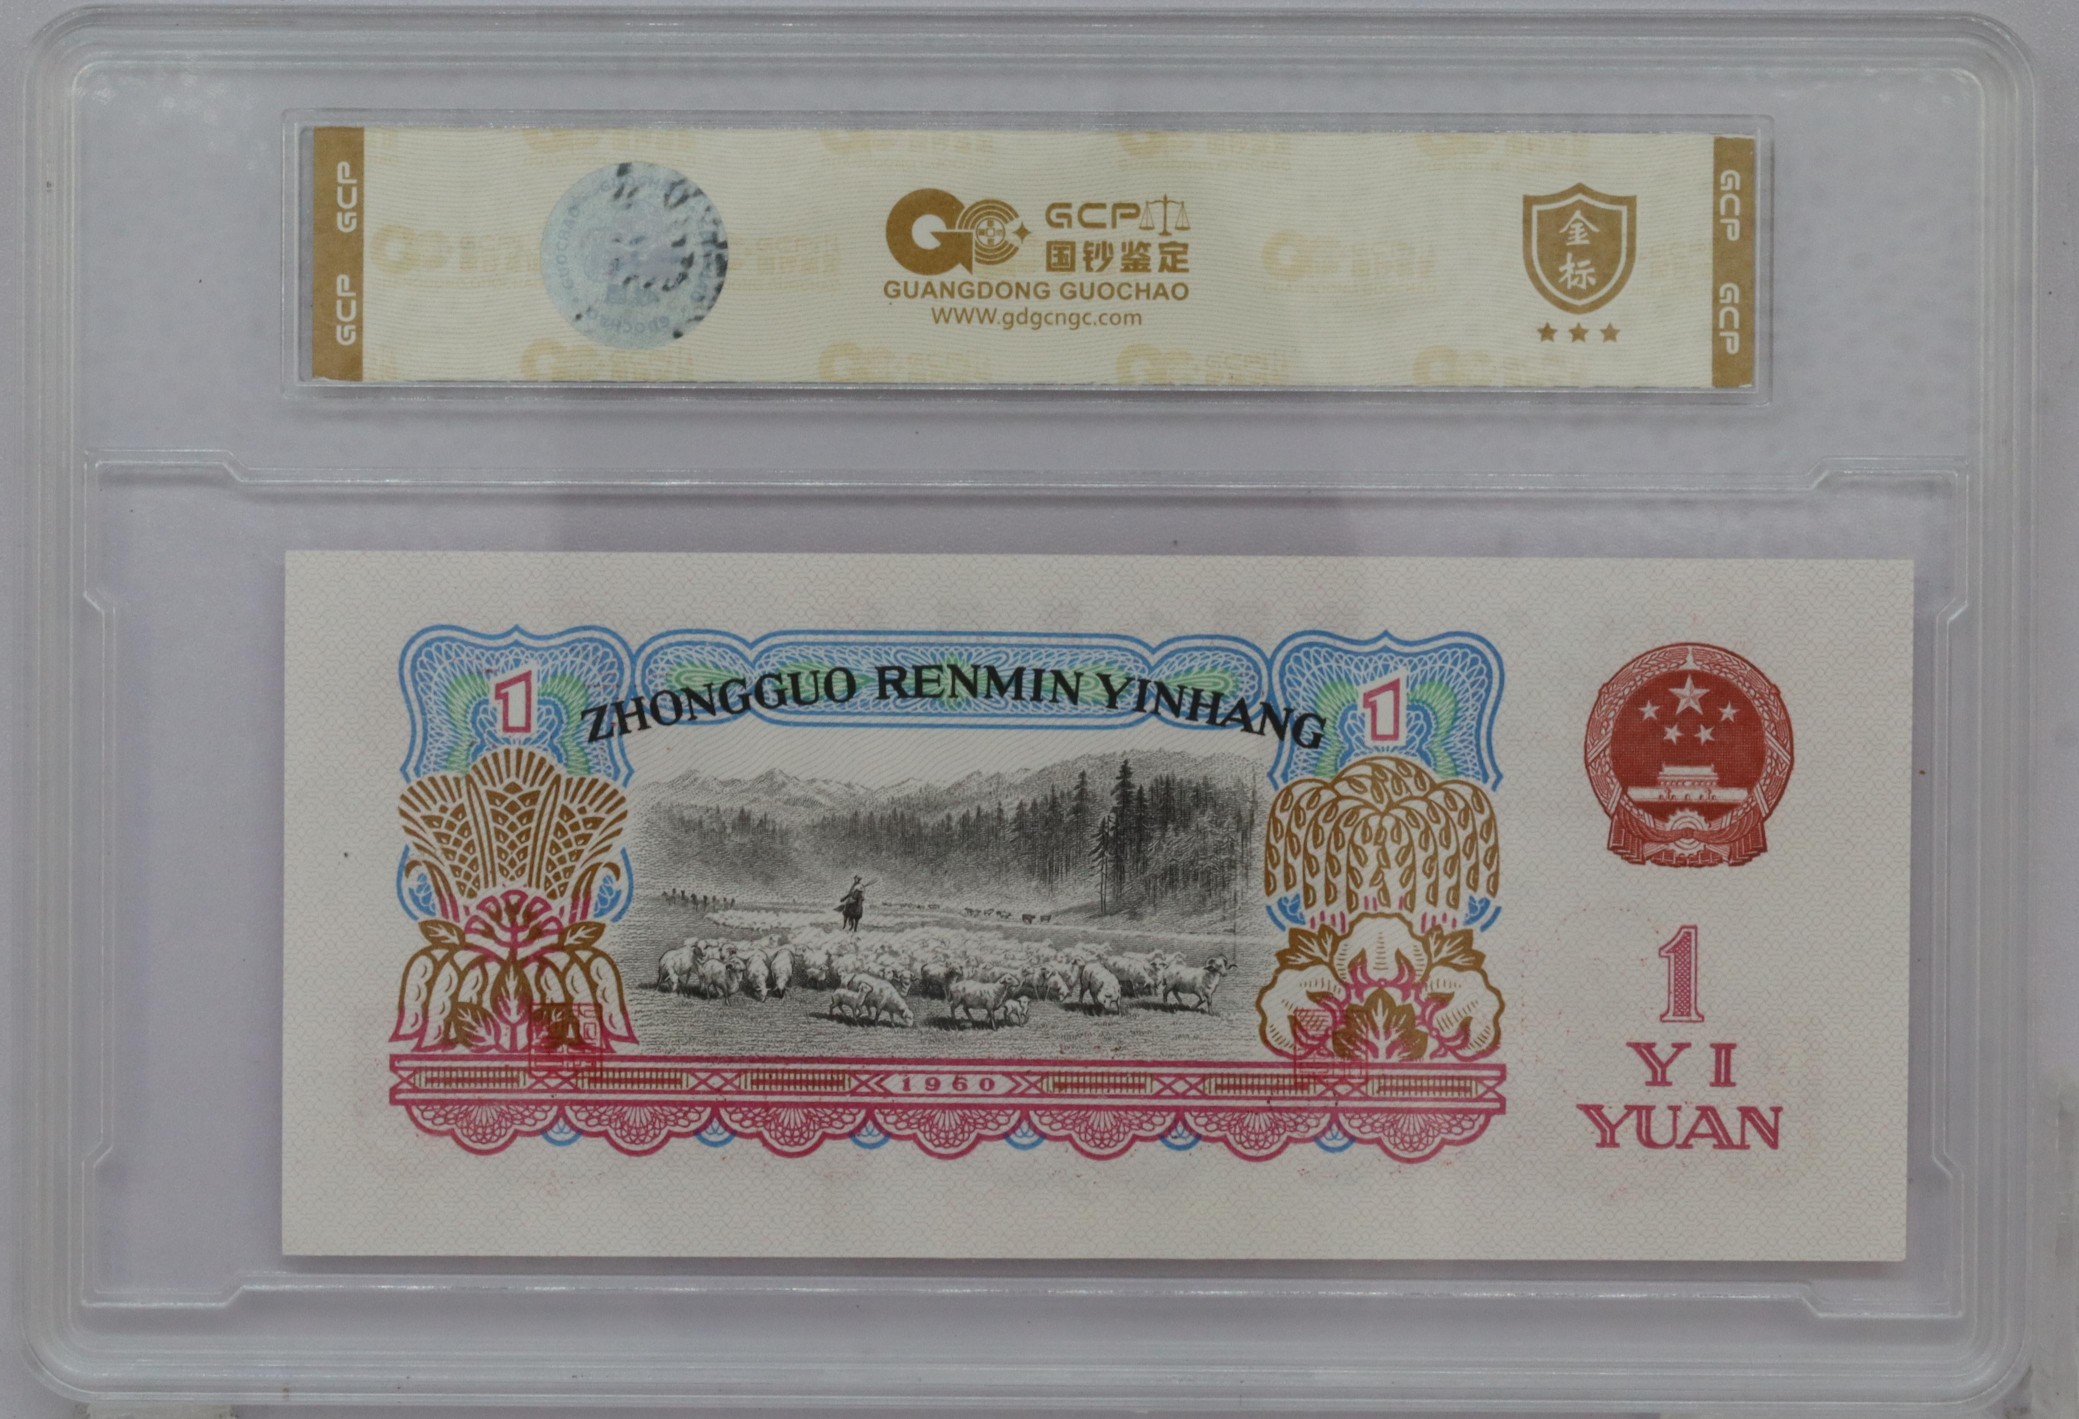 GCP GCP
GCP
国钞鉴定
GUANGDONG GUOCHAO
www.gdgcngc.com
金标
GCP GCP
ZHONGGUO RENMIN YINHANG
1
1
1960
1
YI
YUAN